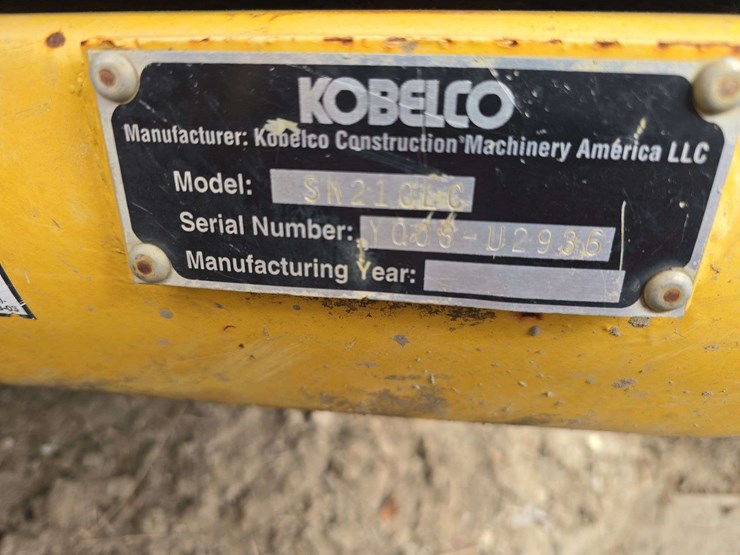 KOBELCO
Manufacturer: Kobelco Construction Machinery America LLC
Model: SK210LC
Serial Number: YQ08-U2936
Manufacturing Year: